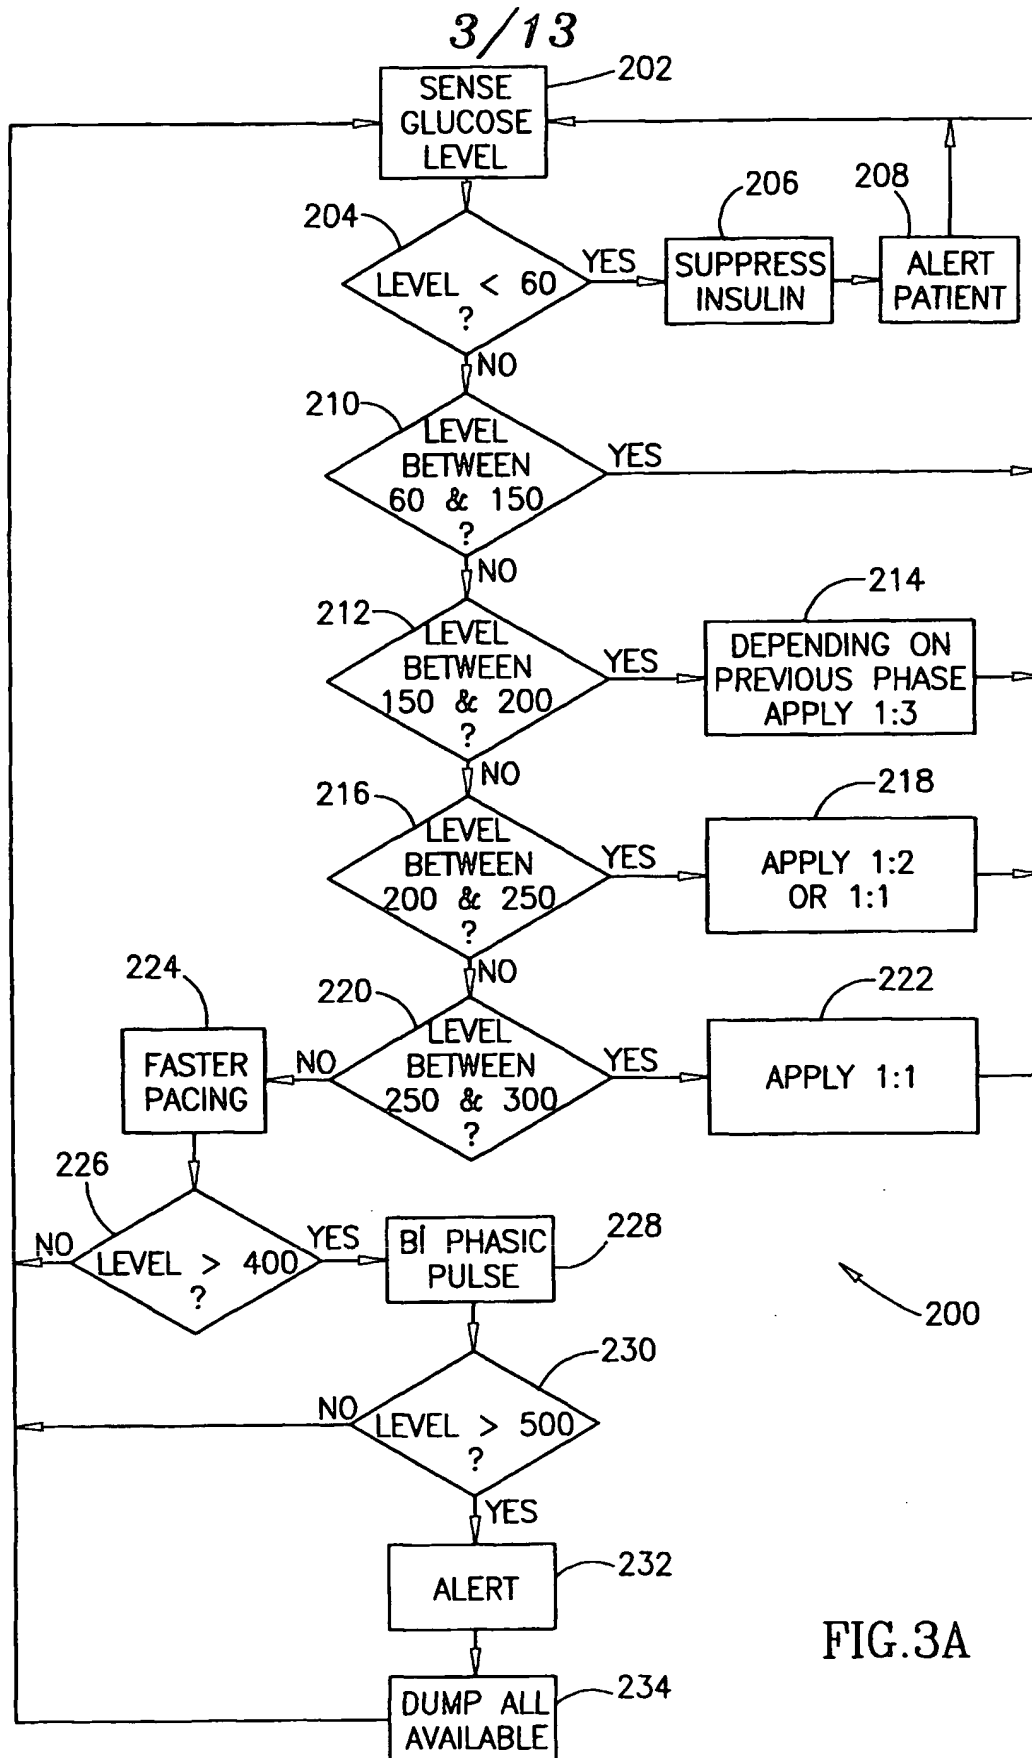 3/13
SENSE
GLUCOSE
LEVEL
202
204
LEVEL < 60
?
YES
206
SUPPRESS
INSULIN
208
ALERT
PATIENT
NO
210
LEVEL
BETWEEN
60 & 150
?
YES
NO
212
LEVEL
BETWEEN
150 & 200
?
YES
214
DEPENDING ON
PREVIOUS PHASE
APPLY 1:3
NO
216
LEVEL
BETWEEN
200 & 250
?
YES
218
APPLY 1:2
OR 1:1
NO
220
LEVEL
BETWEEN
250 & 300
?
YES
222
APPLY 1:1
NO
224
FASTER
PACING
226
LEVEL > 400
?
NO
YES
BI PHASIC
PULSE
228
200
230
LEVEL > 500
?
NO
YES
ALERT
232
DUMP ALL
AVAILABLE
234
FIG.3A